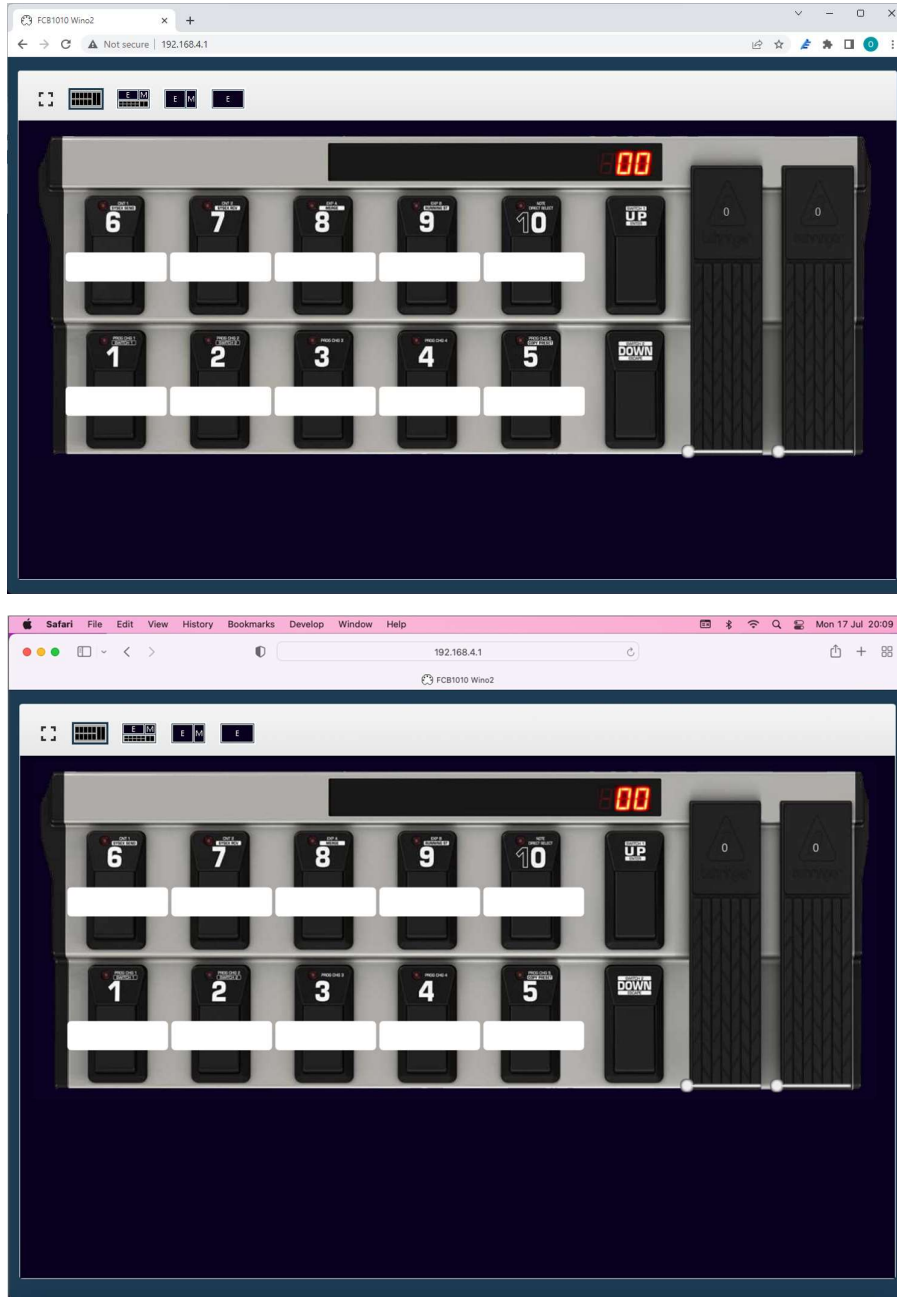 FCB1010 Wino2
Not secure 192.168.4.1
O
E M
E M
E
00
6 7 8 9 10 UP
0 0
1 2 3 4 5 DOWN
Safari File Edit View History Bookmarks Develop Window Help Mon 17 Jul 20:09
192.168.4.1
FCB1010 Wino2
E M
E M
E
00
6 7 8 9 10 UP
0 0
1 2 3 4 5 DOWN